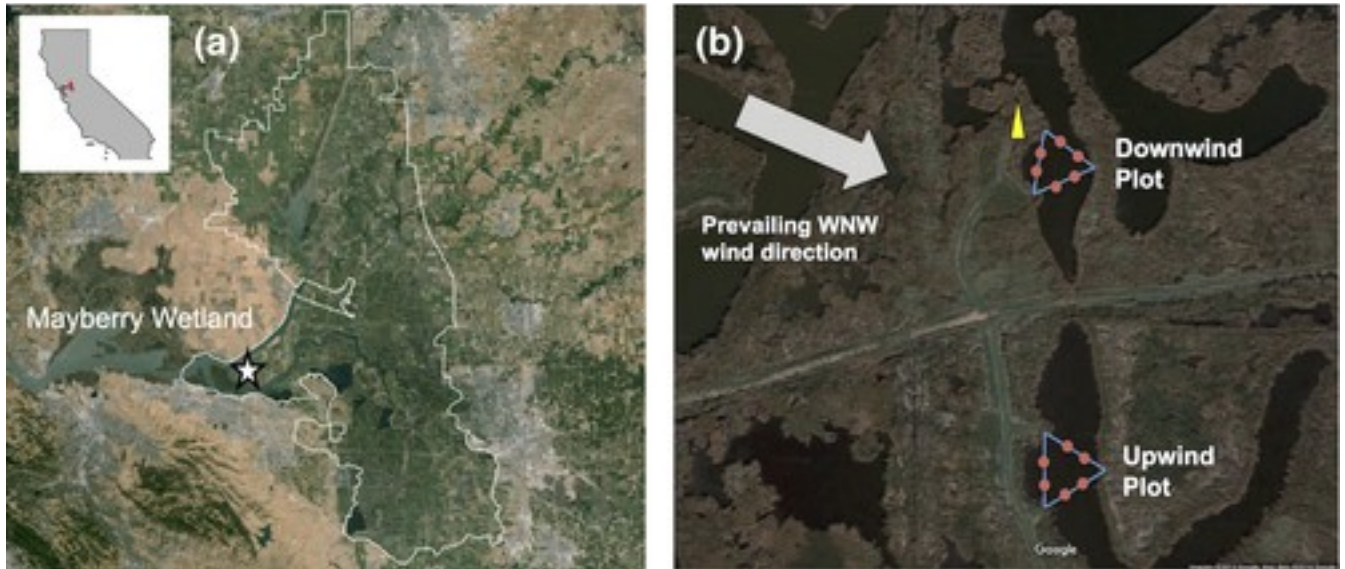 (a)
Mayberry Wetland
(b)
Prevailing WNW
wind direction
Downwind
Plot
Upwind
Plot
Google